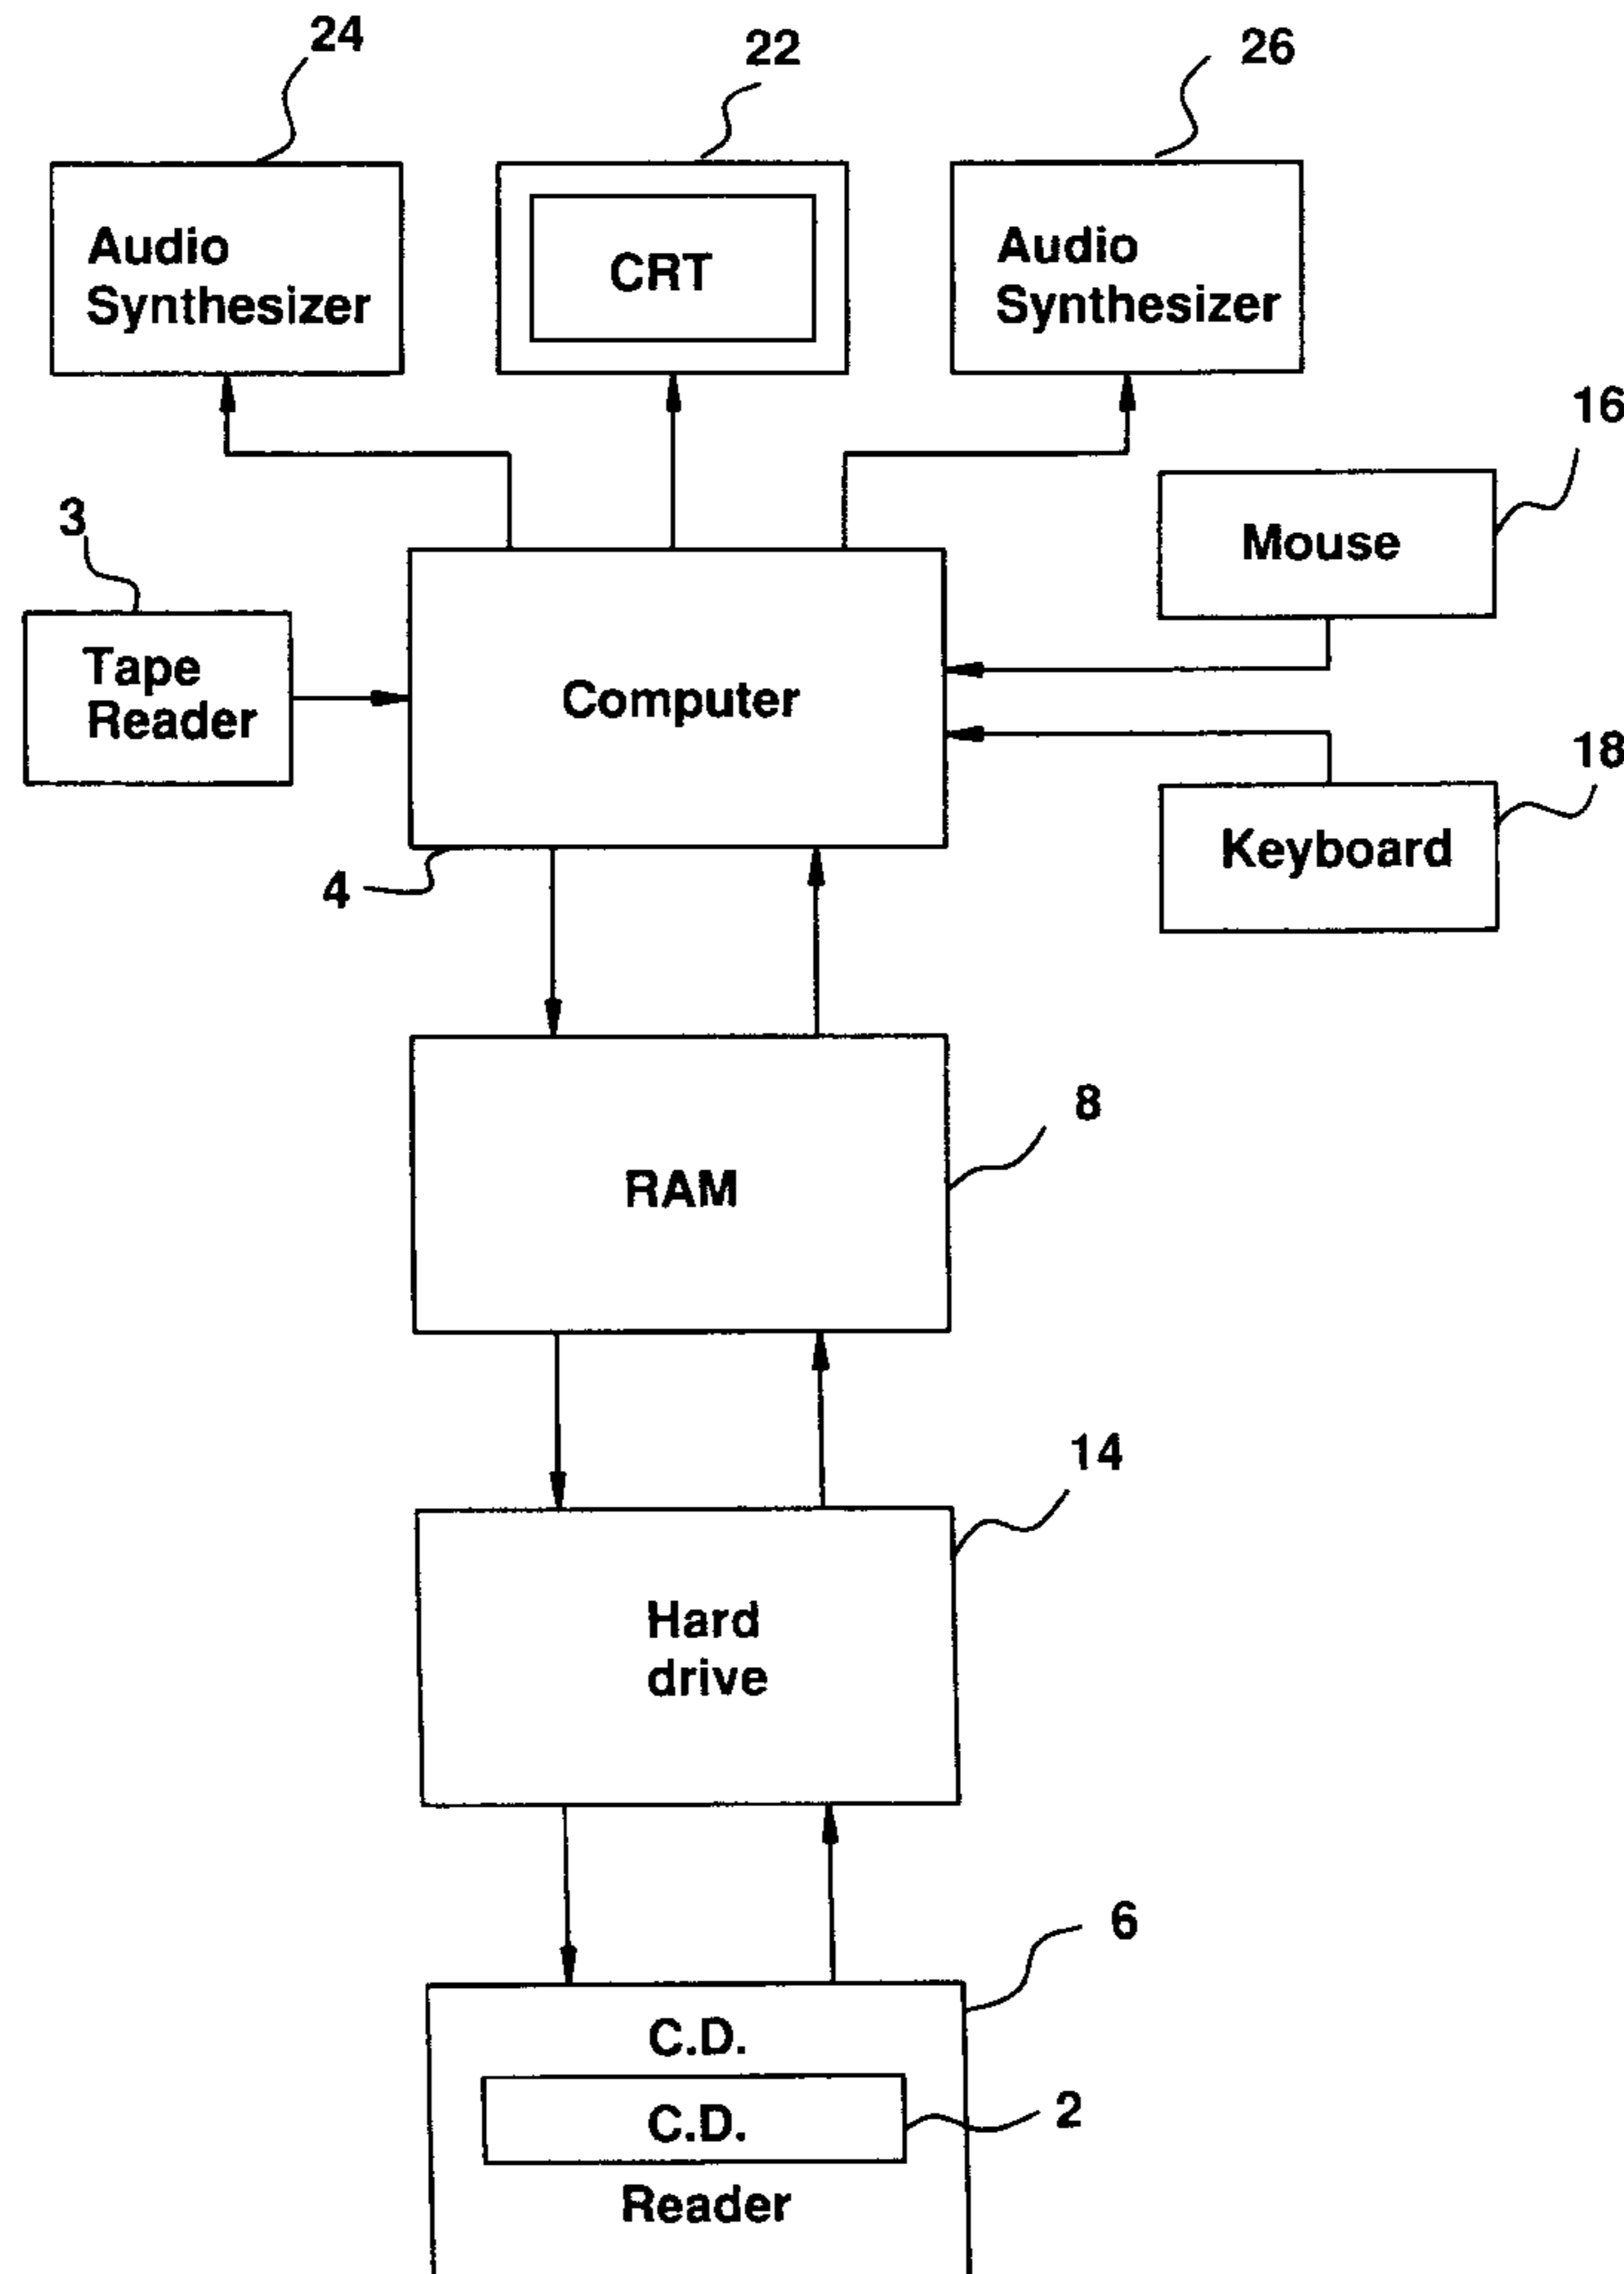 24
22
26
Audio
Synthesizer
CRT
Audio
Synthesizer
16
Mouse
3
Tape
Reader
Computer
18
Keyboard
4
8
RAM
14
Hard
drive
6
C.D.
C.D.
2
Reader